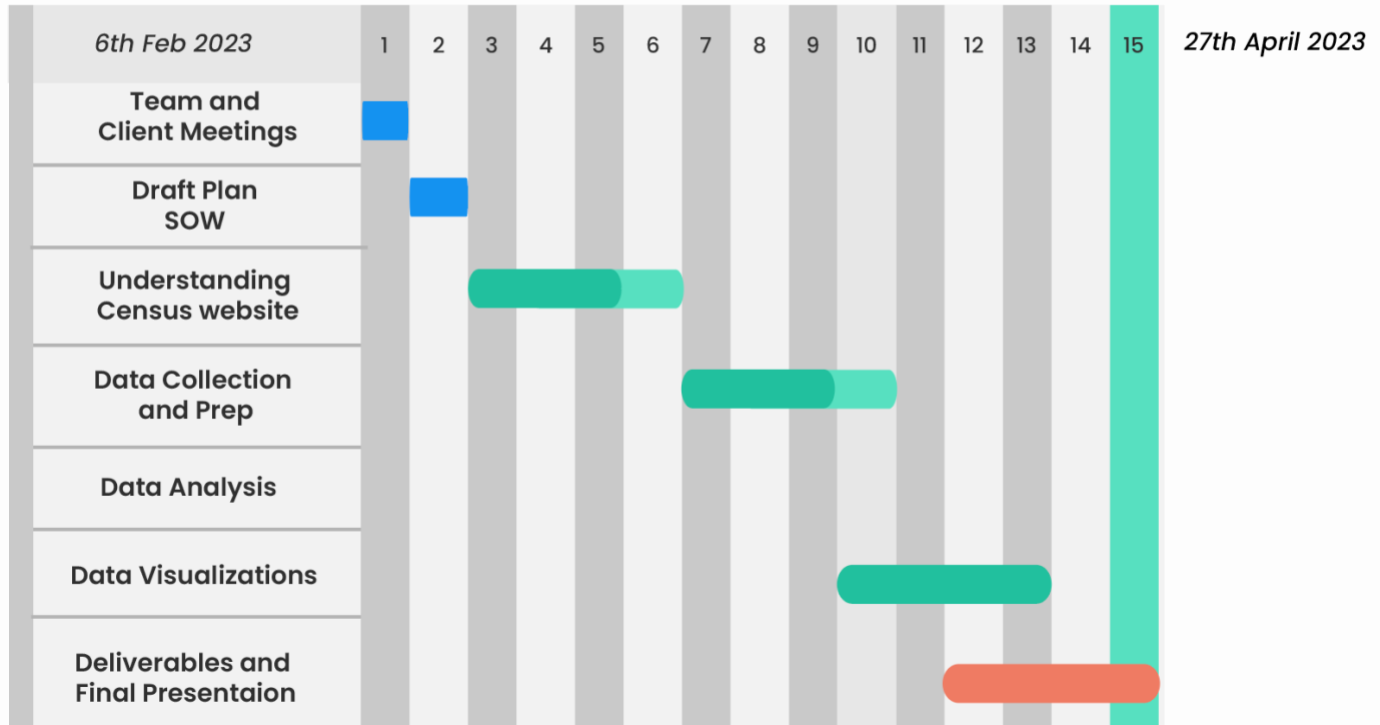 6th Feb 2023
1 2 3 4 5 6 7 8 9 10 11 12 13 14 15
27th April 2023
Team and
Client Meetings
Draft Plan
SOW
Understanding
Census website
Data Collection
and Prep
Data Analysis
Data Visualizations
Deliverables and
Final Presentaion